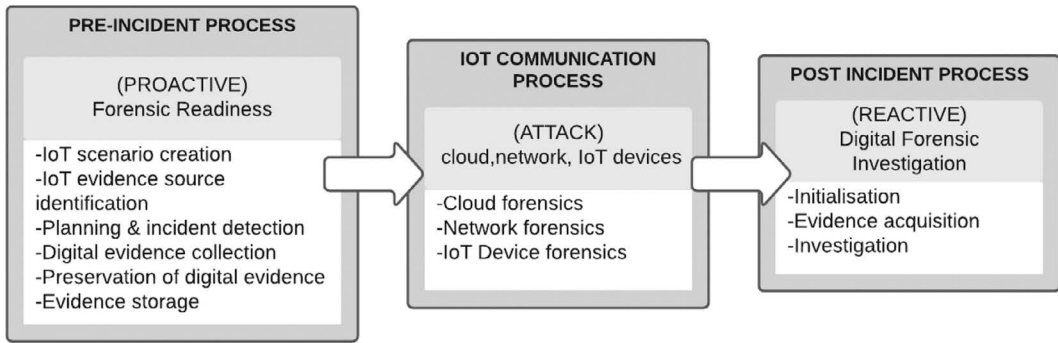 PRE-INCIDENT PROCESS
(PROACTIVE)
Forensic Readiness
-IoT scenario creation
-IoT evidence source
identification
-Planning & incident detection
-Digital evidence collection
-Preservation of digital evidence
-Evidence storage
IOT COMMUNICATION
PROCESS
(ATTACK)
cloud,network, IoT devices
-Cloud forensics
-Network forensics
-IoT Device forensics
POST INCIDENT PROCESS
(REACTIVE)
Digital Forensic
Investigation
-Initialisation
-Evidence acquisition
-Investigation